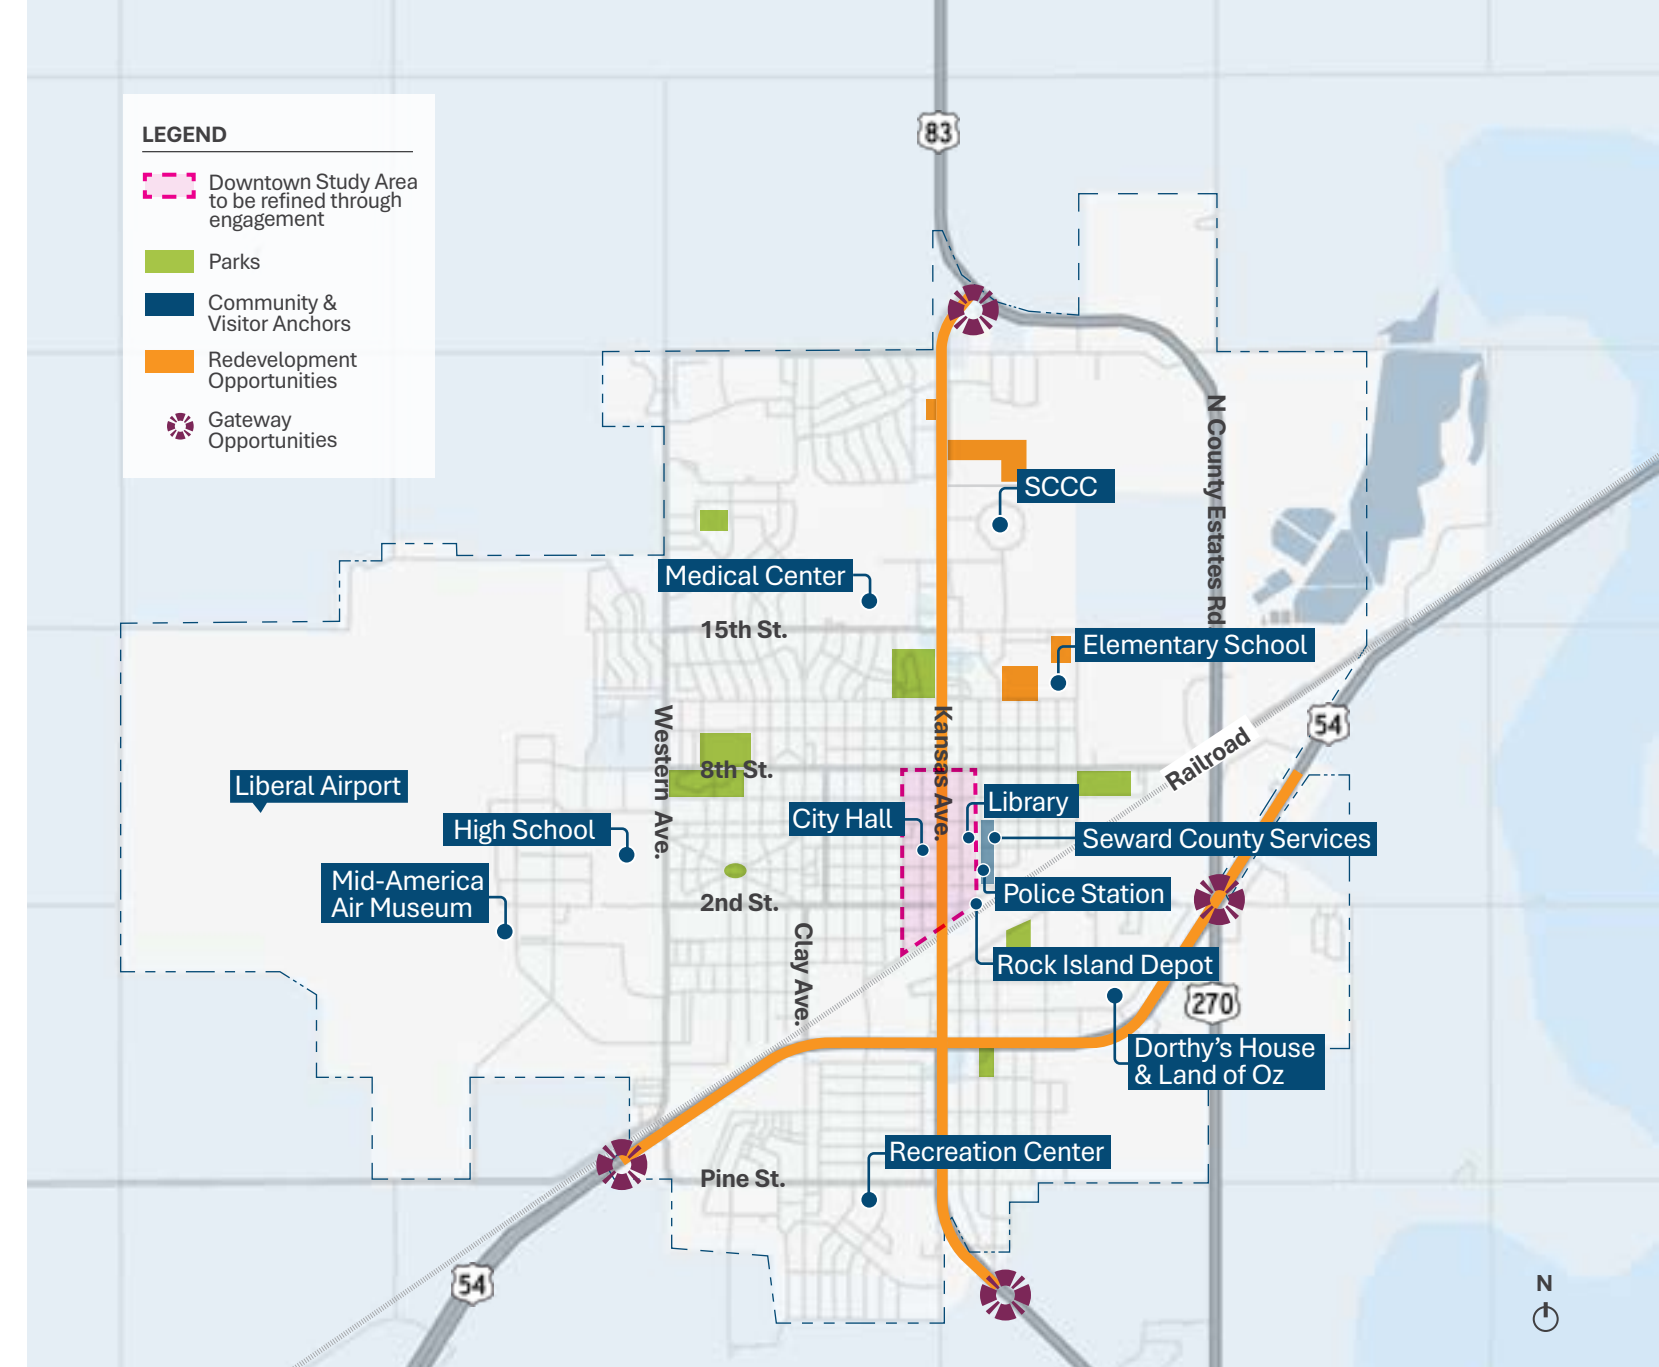 83
LEGEND
Downtown Study Area
to be refined through
engagement
Parks
Community &
Visitor Anchors
Redevelopment
Opportunities
Gateway
Opportunities
N County Estates Rd.
SCCC
Medical Center
15th St.
Elementary School
Western Ave.
Kansas Ave.
54
Railroad
8th St.
Liberal Airport
Library
City Hall
High School
Seward County Services
Mid-America
Air Museum
Police Station
2nd St.
Clay Ave.
Rock Island Depot
270
Dorthy's House
& Land of Oz
Recreation Center
Pine St.
54
N